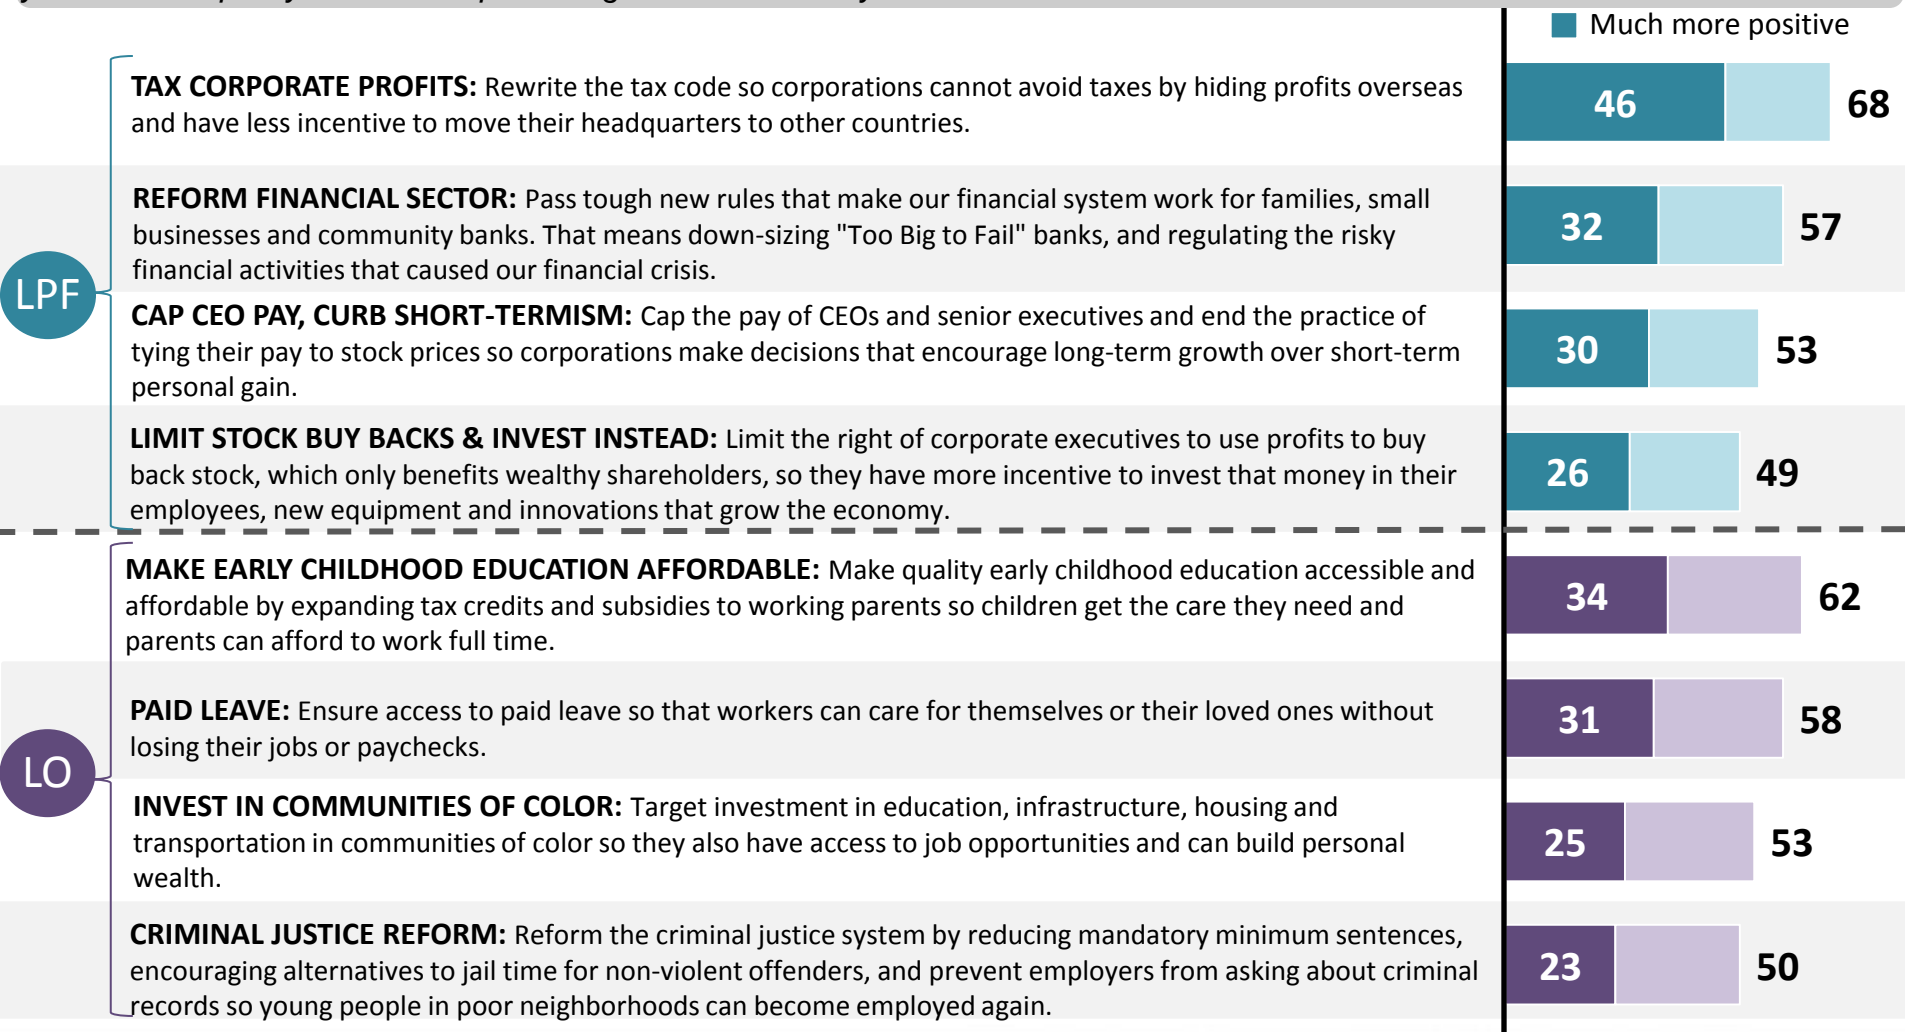 Much more positive
TAX CORPORATE PROFITS: Rewrite the tax code so corporations cannot avoid taxes by hiding profits overseas
and have less incentive to move their headquarters to other countries.
46 68
REFORM FINANCIAL SECTOR: Pass tough new rules that make our financial system work for families, small
businesses and community banks. That means down-sizing "Too Big to Fail" banks, and regulating the risky
financial activities that caused our financial crisis.
32 57
LPF
CAP CEO PAY, CURB SHORT-TERMISM: Cap the pay of CEOs and senior executives and end the practice of
tying their pay to stock prices so corporations make decisions that encourage long-term growth over short-term
personal gain.
30 53
LIMIT STOCK BUY BACKS & INVEST INSTEAD: Limit the right of corporate executives to use profits to buy
back stock, which only benefits wealthy shareholders, so they have more incentive to invest that money in their
employees, new equipment and innovations that grow the economy.
26 49
MAKE EARLY CHILDHOOD EDUCATION AFFORDABLE: Make quality early childhood education accessible and
affordable by expanding tax credits and subsidies to working parents so children get the care they need and
parents can afford to work full time.
34 62
PAID LEAVE: Ensure access to paid leave so that workers can care for themselves or their loved ones without
losing their jobs or paychecks.
31 58
LO
INVEST IN COMMUNITIES OF COLOR: Target investment in education, infrastructure, housing and
transportation in communities of color so they also have access to job opportunities and can build personal
wealth.
25 53
CRIMINAL JUSTICE REFORM: Reform the criminal justice system by reducing mandatory minimum sentences,
encouraging alternatives to jail time for non-violent offenders, and prevent employers from asking about criminal
records so young people in poor neighborhoods can become employed again.
23 50